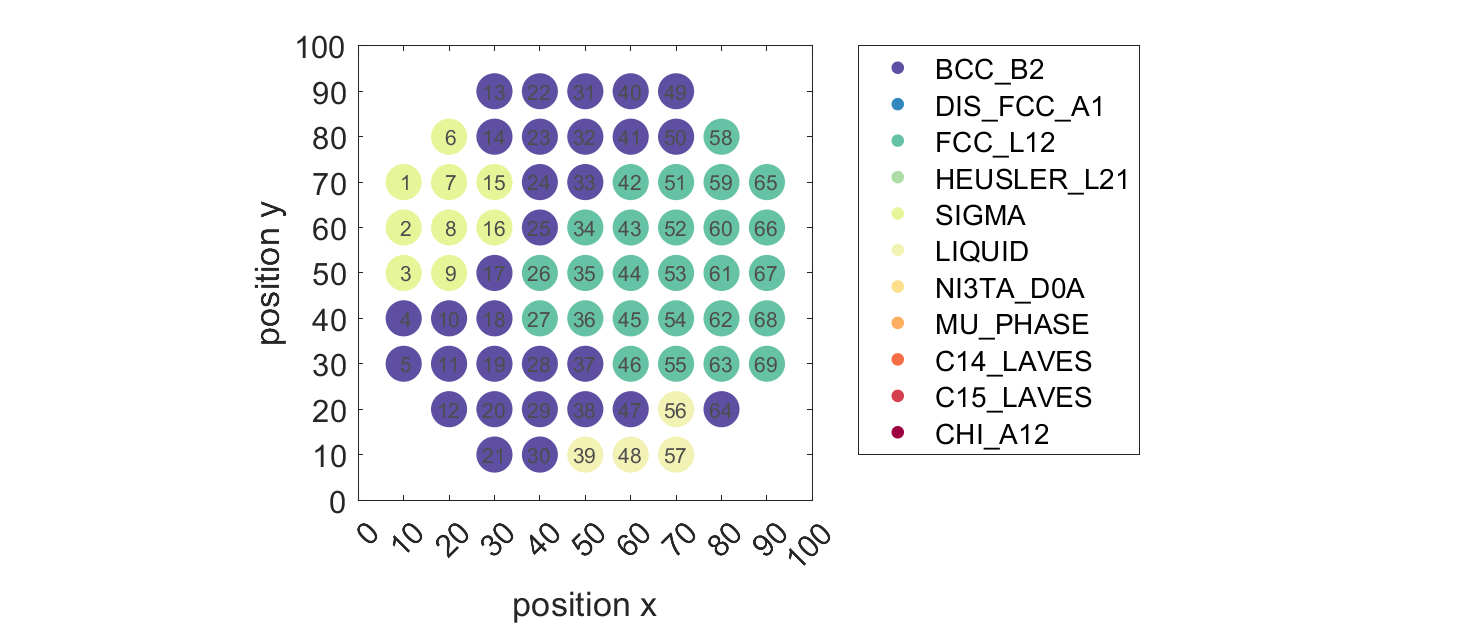 100
90
80
70
60
50
40
30
20
10
0
position y
13 22 31 40 49
6 14 23 32 41 50 58
1 7 15 24 33 42 51 59 65
2 8 16 25 34 43 52 60 66
3 9 17 26 35 44 53 61 67
4 10 18 27 36 45 54 62 68
5 11 19 28 37 46 55 63 69
12 20 29 38 47 56 64
21 30 39 48 57
0 10 20 30 40 50 60 70 80 90 100
position x
BCC_B2
DIS_FCC_A1
FCC_L12
HEUSLER_L21
SIGMA
LIQUID
NI3TA_D0A
MU_PHASE
C14_LAVES
C15_LAVES
CHI_A12